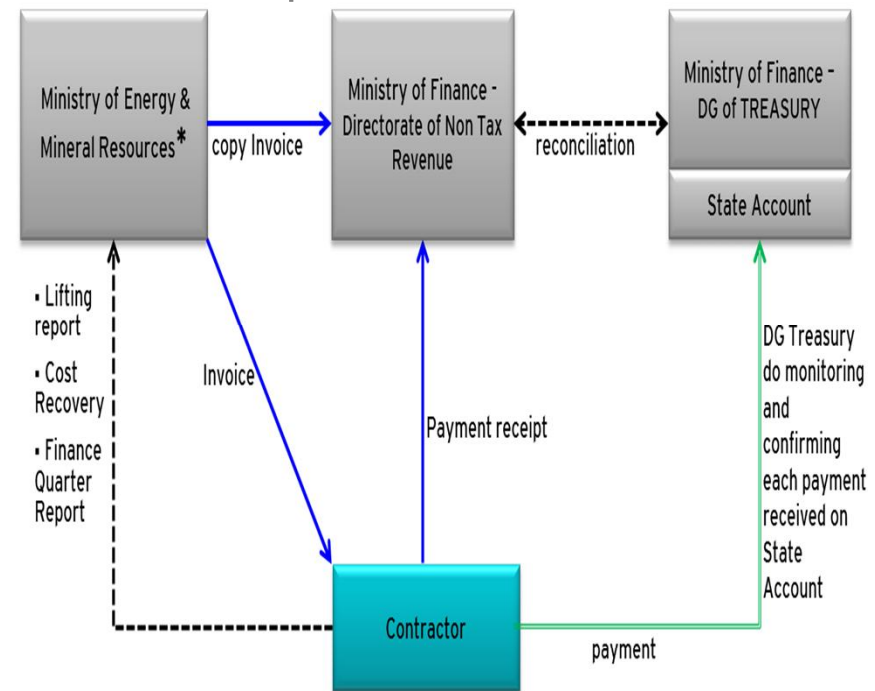 Ministry of Energy &
Mineral Resources*
copy Invoice
Ministry of Finance -
Directorate of Non Tax
Revenue
reconciliation
Ministry of Finance –
DG of TREASURY
State Account
▪ Lifting
report
▪ Cost
Recovery
▪ Finance
Quarter
Report
Invoice
Payment receipt
DG Treasury
do monitoring
and
confirming
each payment
received on
State
Account
Contractor
payment